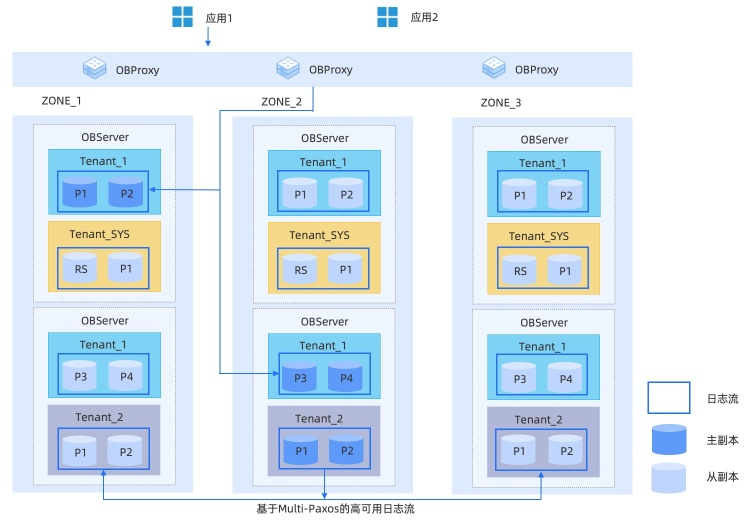 应用1
应用2
OBProxy
OBProxy
OBProxy
ZONE_1
ZONE_2
ZONE_3
OBServer
Tenant_1
P1
P2
Tenant_SYS
RS
P1
OBServer
Tenant_1
P3
P4
Tenant_2
P1
P2
OBServer
Tenant_1
P1
P2
Tenant_SYS
RS
P1
OBServer
Tenant_1
P3
P4
Tenant_2
P1
P2
OBServer
Tenant_1
P1
P2
Tenant_SYS
RS
P1
OBServer
Tenant_1
P3
P4
Tenant_2
P1
P2
日志流
主副本
从副本
基于Multi-Paxos的高可用日志流